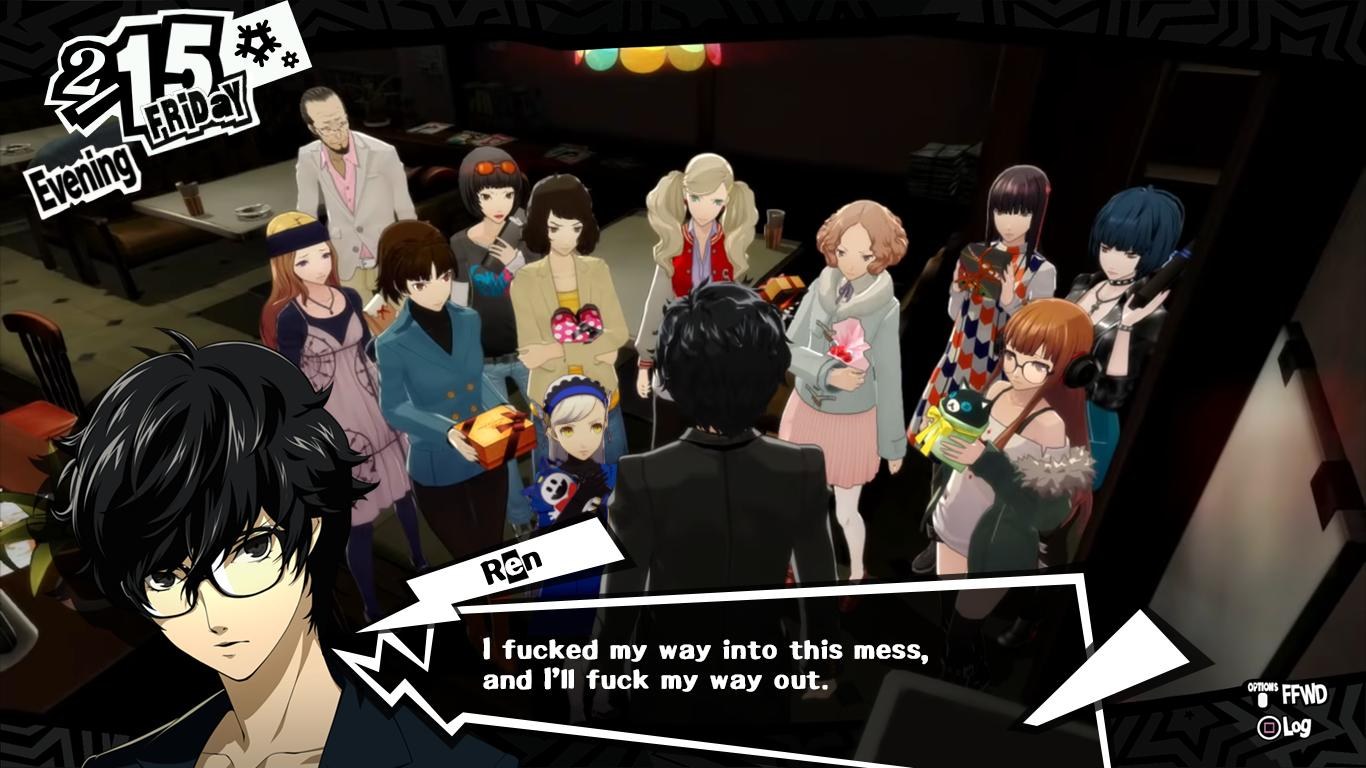 2 15
FRiDaY
Evening
Ren
I fucked my way into this mess,
and I'll fuck my way out.
OPTIONS FFWD
Log